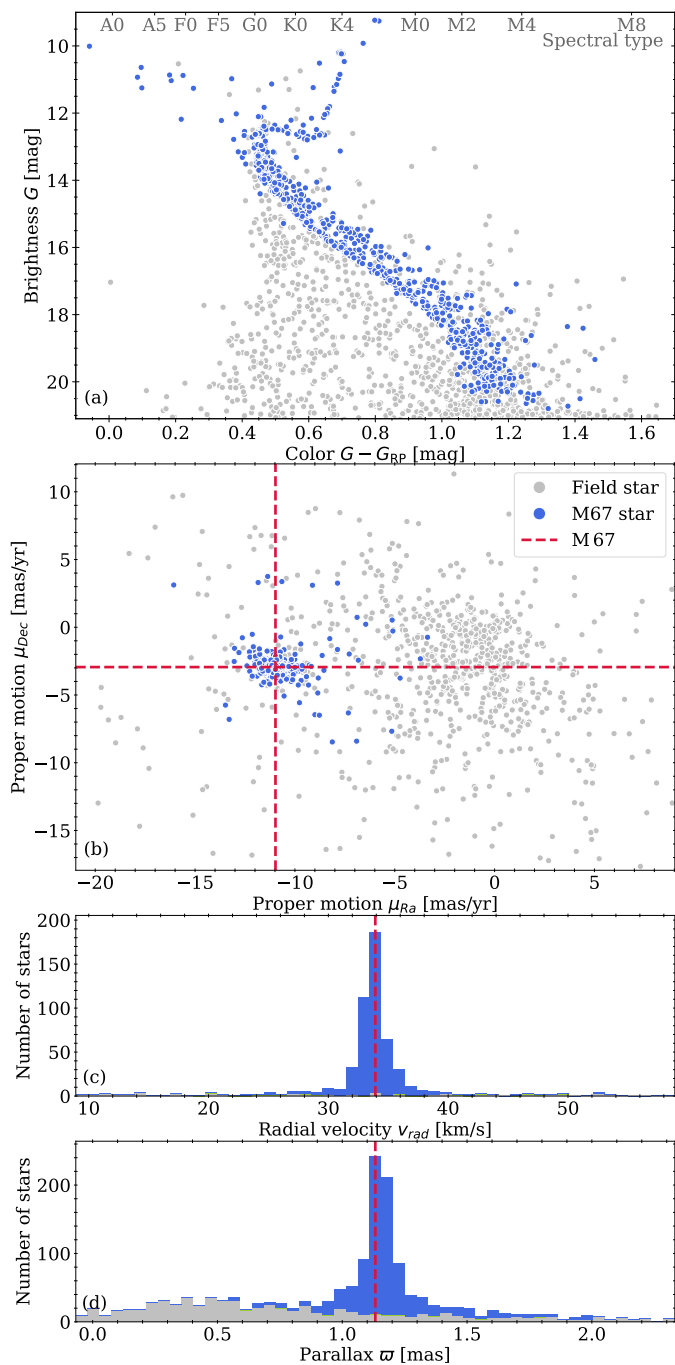 A0 A5 F0 F5 G0 K0 K4 M0 M2 M4 M8
Spectral type
10
12
14
16
18
20
Brightness G [mag]
(a)
0.0 0.2 0.4 0.6 0.8 1.0 1.2 1.4 1.6
Color G − G_RP [mag]
Field star
M67 star
M 67
10
5
0
−5
−10
−15
Proper motion μ_Dec [mas/yr]
(b)
−20 −15 −10 −5 0 5
Proper motion μ_Ra [mas/yr]
200
150
100
50
0
Number of stars
(c)
10 20 30 40 50
Radial velocity v_rad [km/s]
200
100
0
Number of stars
(d)
0.0 0.5 1.0 1.5 2.0
Parallax ϖ [mas]